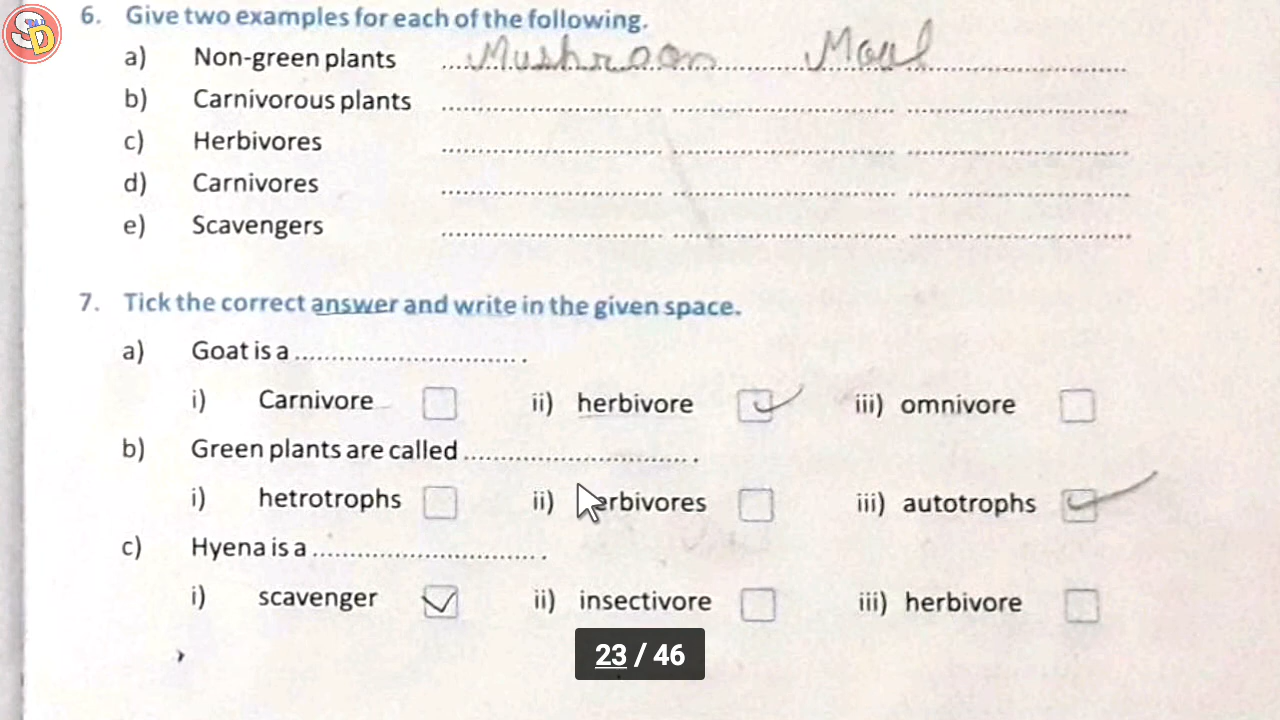 SD
6. Give two examples for each of the following.
a) Non-green plants ........ Mushroom ........
b) Carnivorous plants ........................................
c) Herbivores ........................................
d) Carnivores ........................................
e) Scavengers ........................................
7. Tick the correct answer and write in the given space.
a) Goat is a .............................. .
i) Carnivore ii) herbivore iii) omnivore
b) Green plants are called .............................. .
i) hetrotrophs ii) erbivores iii) autotrophs
c) Hyena is a .............................. .
i) scavenger ii) insectivore iii) herbivore
23 / 46